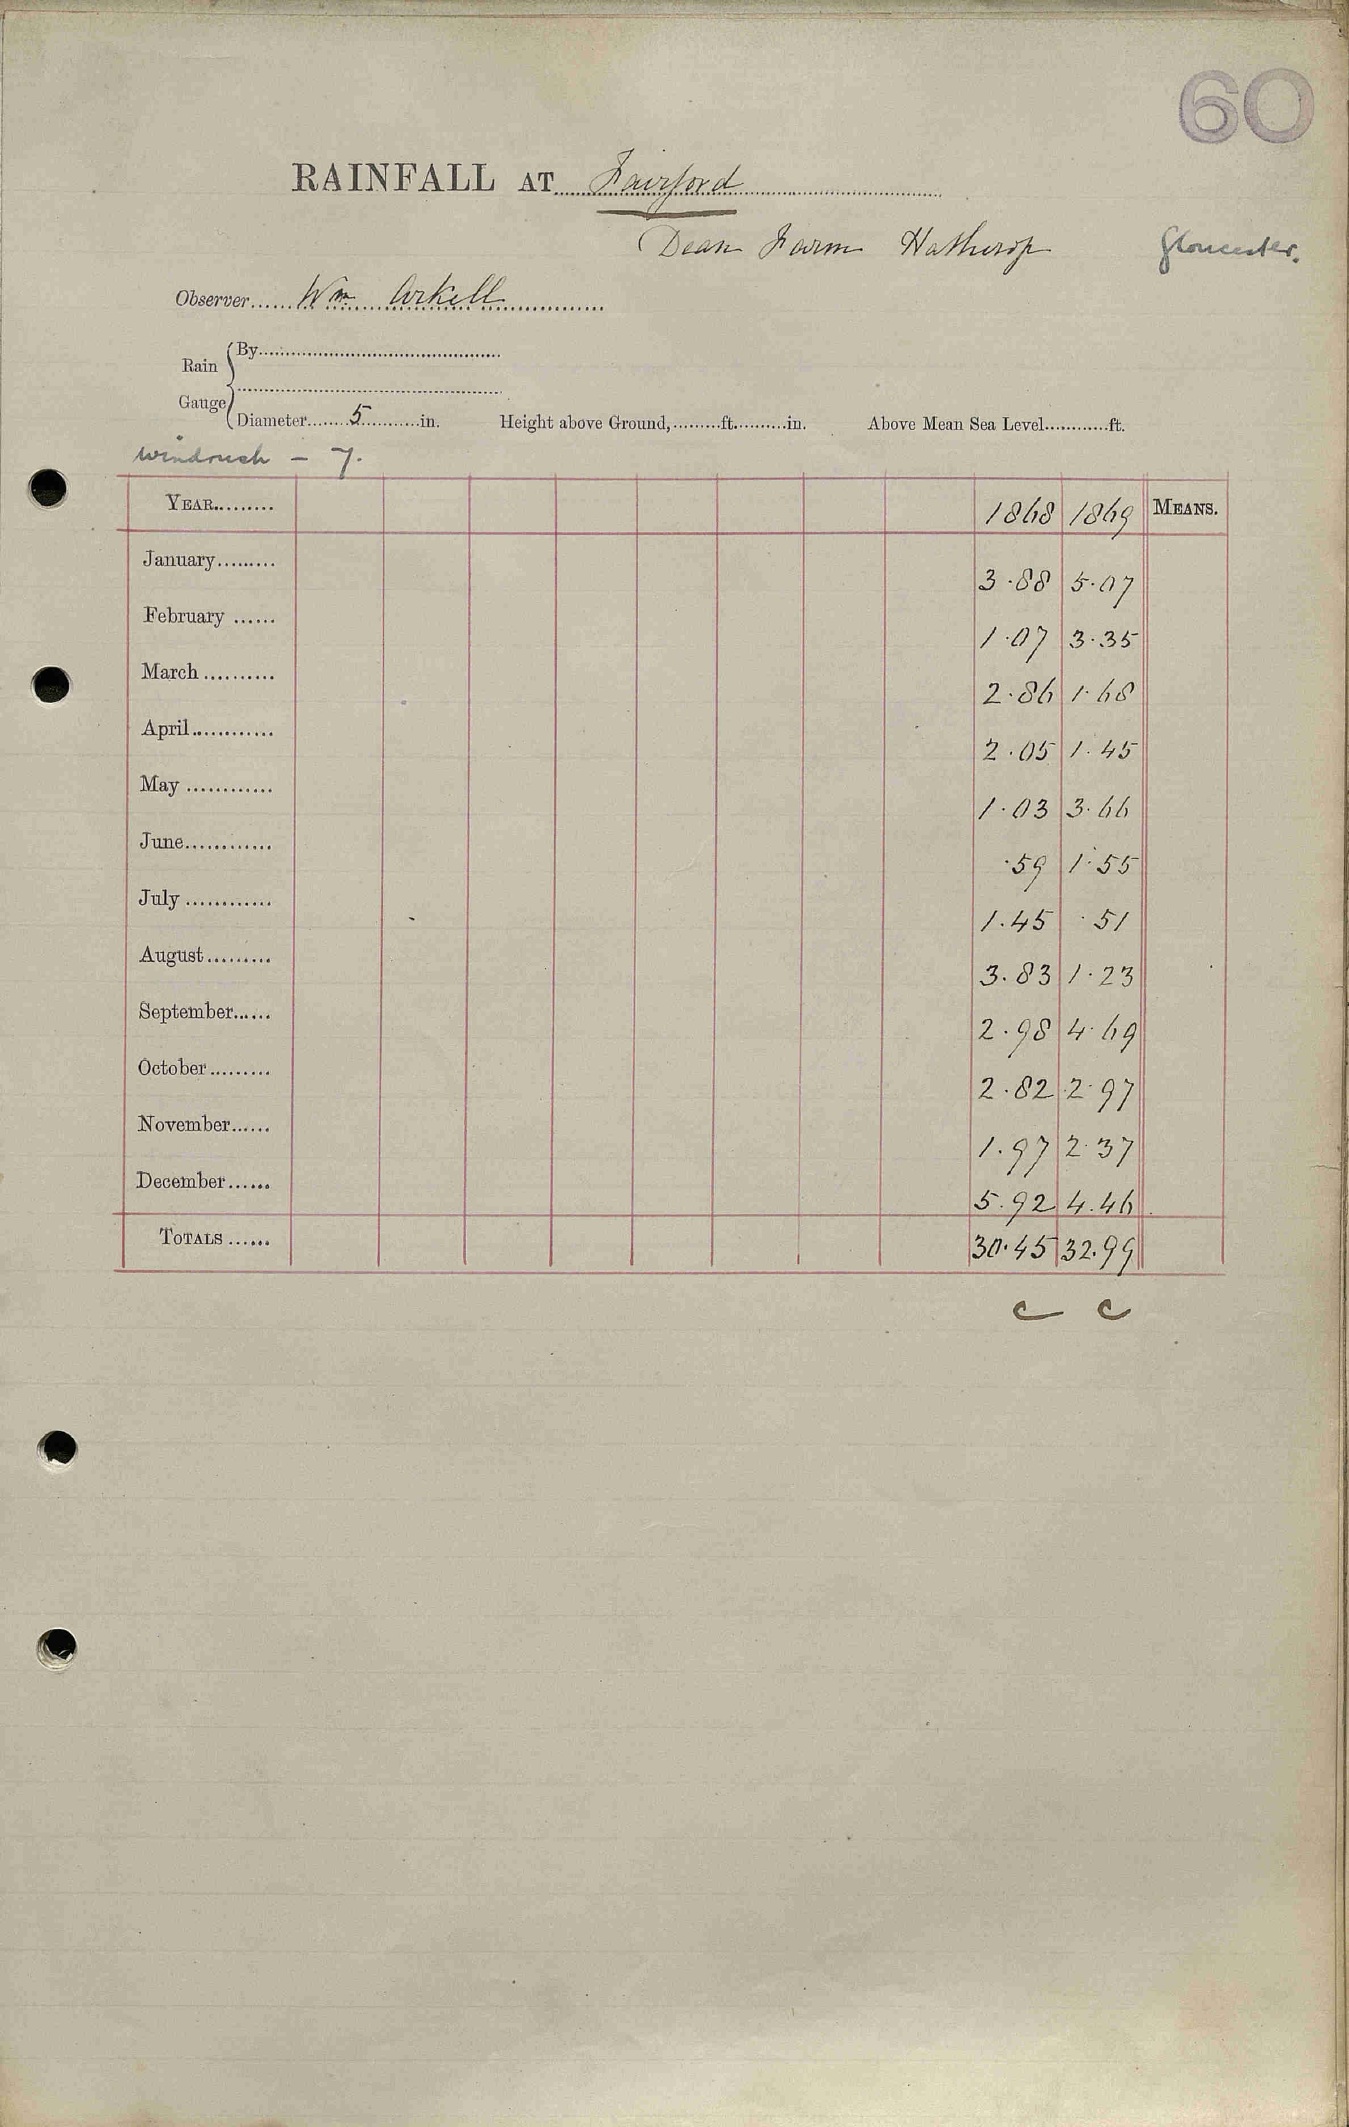 60
RAINFALL AT Fairford
Dean Farm Hatherop Gloucester.
Observer Wm Arkell
Rain Gauge
By
Diameter 5 in. Height above Ground, ft. in. Above Mean Sea Level ft.
Windrush - 7.
YEAR 1868 1869 MEANS.
January 3.88 5.07
February 1.07 3.35
March 2.86 1.68
April 2.05 1.45
May 1.03 3.66
June .59 1.55
July 1.45 .51
August 3.83 1.23
September 2.98 4.69
October 2.82 2.97
November 1.97 2.37
December 5.92 4.46
TOTALS 30.45 32.99
c c